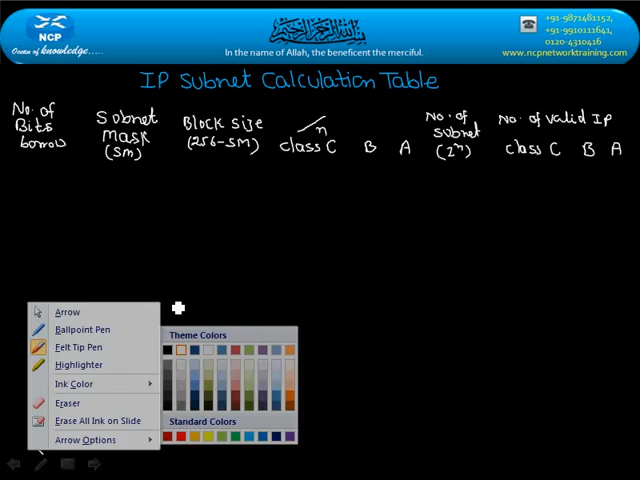 NCP
Ocean of knowledge.....
بسم الله الرحمن الرحيم
In the name of Allah, the beneficent the merciful.
+91-9871481152,
+91-9910111641,
0120-4310416
www.ncpnetworktraining.com
IP Subnet Calculation Table
No. of
Bits
borrow
Subnet
Mask
(SM)
Block Size
(256-SM)
/n
class C B A
No. of
subnet
(2ⁿ)
No. of valid IP
class C B A
Arrow
Ballpoint Pen
Felt Tip Pen
Highlighter
Ink Color
Eraser
Erase All Ink on Slide
Arrow Options
Theme Colors
Standard Colors